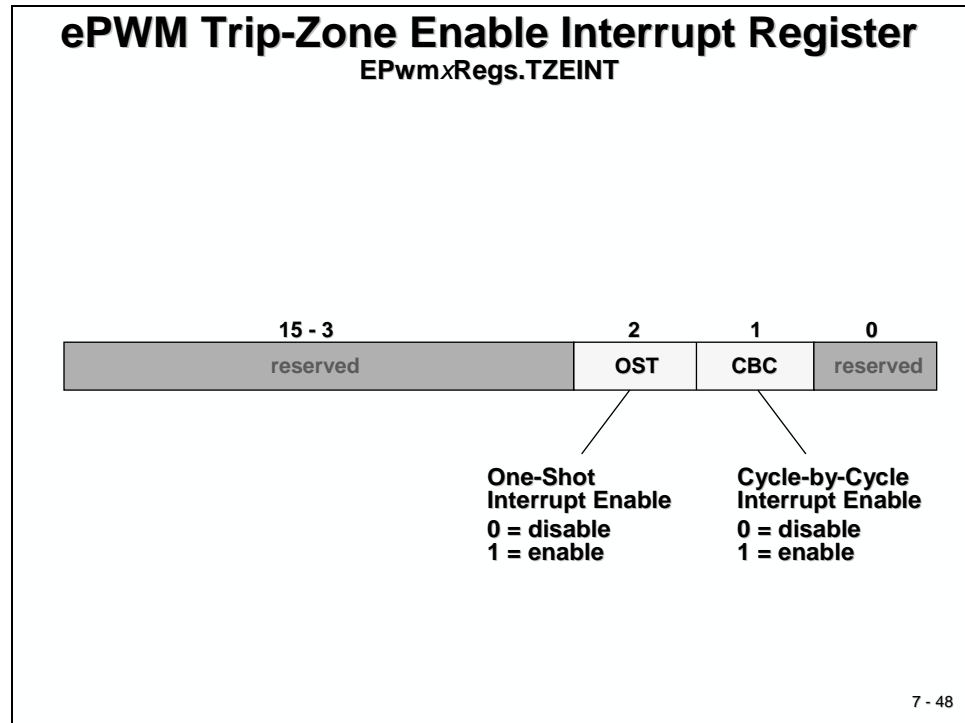 ePWM Trip-Zone Enable Interrupt Register
EPwmxRegs.TZEINT
15 - 3 2 1 0
reserved OST CBC reserved
One-Shot
Interrupt Enable
0 = disable
1 = enable
Cycle-by-Cycle
Interrupt Enable
0 = disable
1 = enable
7 - 48